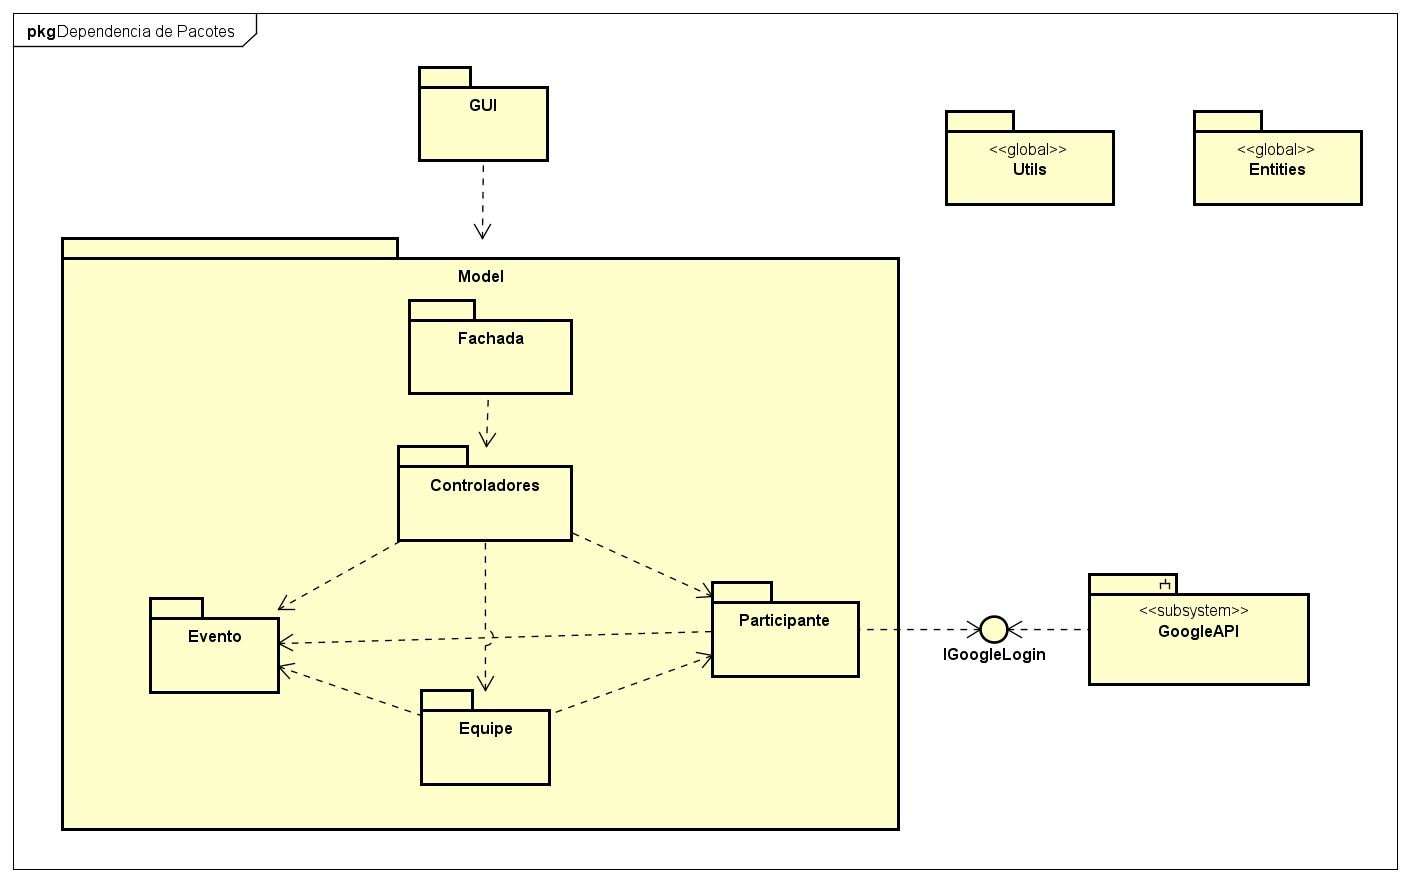 pkgDependencia de Pacotes
GUI
<<global>>
Utils
<<global>>
Entities
Model
Fachada
Controladores
Evento
Participante
Equipe
IGoogleLogin
<<subsystem>>
GoogleAPI